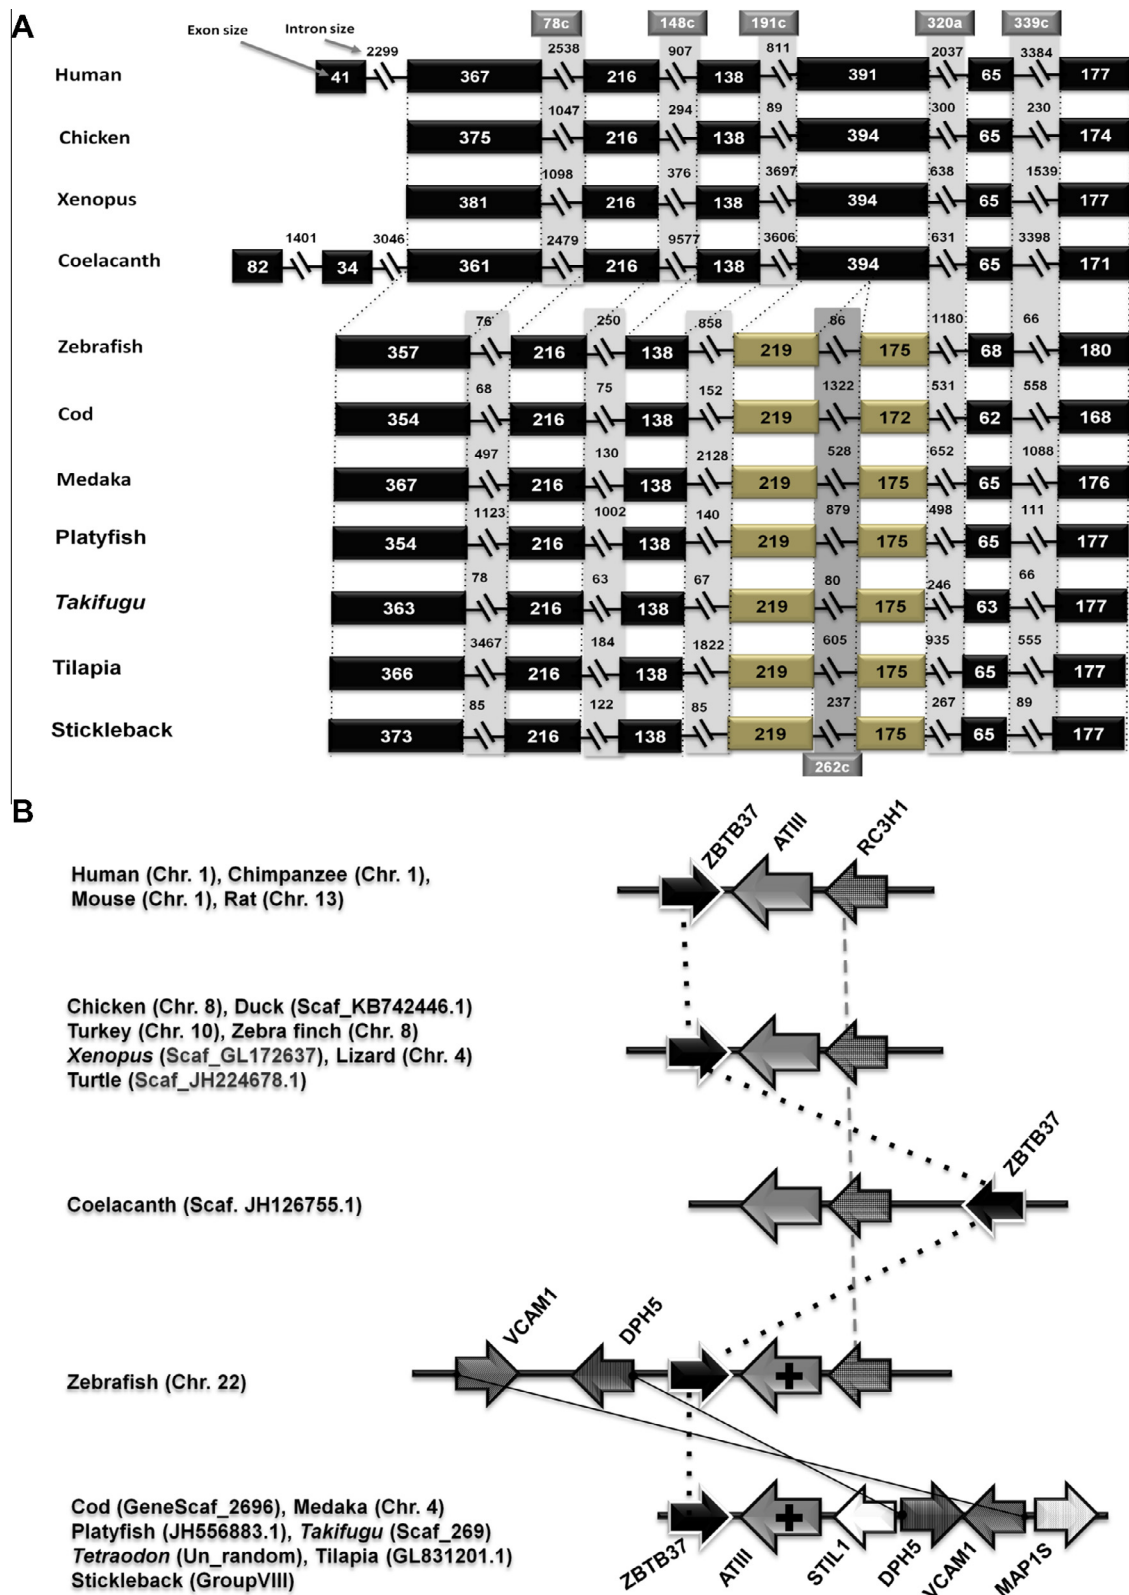 A
78c 148c 191c 320a 339c
Exon size Intron size
2299 2538 907 811 2037 3384
Human 41 367 216 138 391 65 177
1047 294 89 300 230
Chicken 375 216 138 394 65 174
1098 376 3697 638 1539
Xenopus 381 216 138 394 65 177
1401 3046 2479 9577 3606 631 3398
Coelacanth 82 34 361 216 138 394 65 171
76 250 858 86 1180 66
Zebrafish 357 216 138 219 175 68 180
68 75 152 1322 531 558
Cod 354 216 138 219 172 62 168
497 130 2128 528 652 1088
Medaka 367 216 138 219 175 65 176
1123 1002 140 879 498 111
Platyfish 354 216 138 219 175 65 177
78 63 67 80 246 66
Takifugu 363 216 138 219 175 63 177
3467 184 1822 605 935 555
Tilapia 366 216 138 219 175 65 177
85 122 85 237 267 89
Stickleback 373 216 138 219 175 65 177
262c
B
ZBTB37 ATIII RC3H1
Human (Chr. 1), Chimpanzee (Chr. 1),
Mouse (Chr. 1), Rat (Chr. 13)
Chicken (Chr. 8), Duck (Scaf_KB742446.1)
Turkey (Chr. 10), Zebra finch (Chr. 8)
Xenopus (Scaf_GL172637), Lizard (Chr. 4)
Turtle (Scaf_JH224678.1)
ZBTB37
Coelacanth (Scaf. JH126755.1)
VCAM1 DPH5
Zebrafish (Chr. 22)
Cod (GeneScaf_2696), Medaka (Chr. 4)
Platyfish (JH556883.1), Takifugu (Scaf_269)
Tetraodon (Un_random), Tilapia (GL831201.1)
Stickleback (GroupVIII)
ZBTB37 ATIII STIL1 DPH5 VCAM1 MAP1S